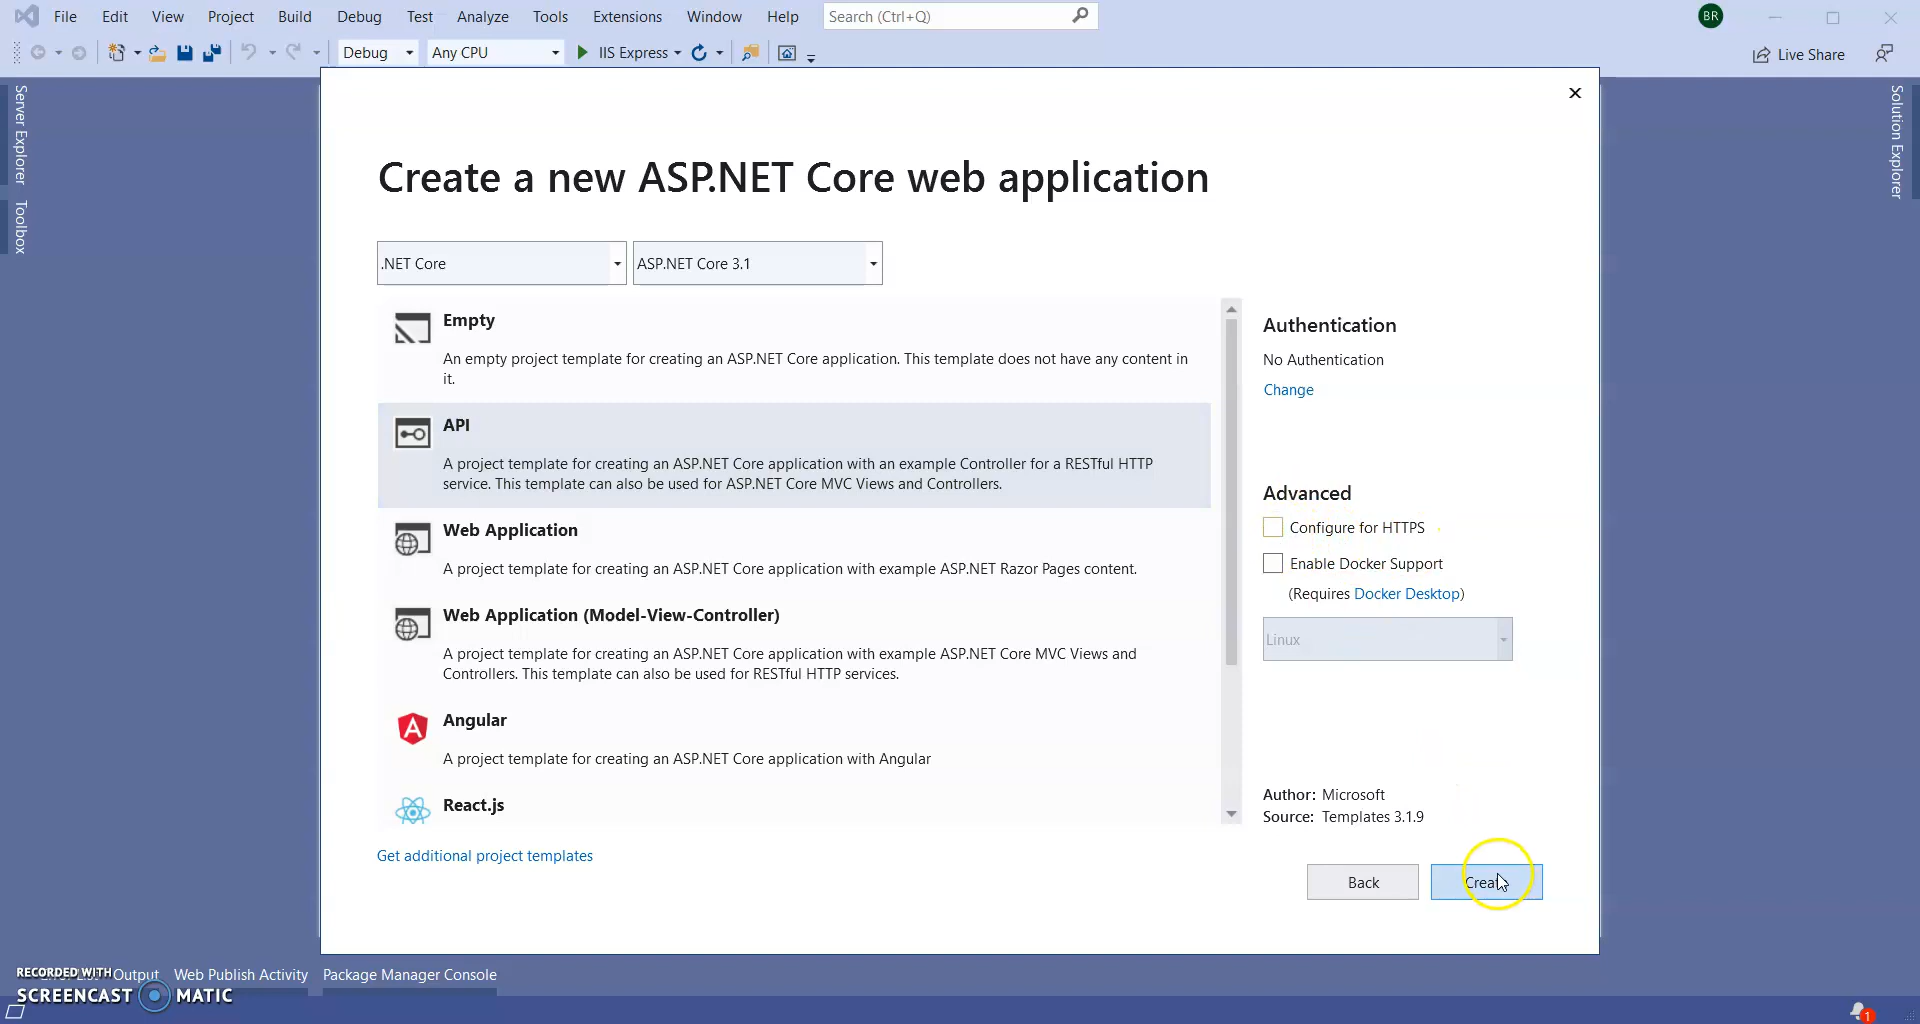 File Edit View Project Build Debug Test Analyze Tools Extensions Window Help Search (Ctrl+Q) BR
Debug Any CPU IIS Express Live Share
Server Explorer
Toolbox
Solution Explorer
Create a new ASP.NET Core web application
.NET Core ASP.NET Core 3.1
Empty
An empty project template for creating an ASP.NET Core application. This template does not have any content in
it.
API
A project template for creating an ASP.NET Core application with an example Controller for a RESTful HTTP
service. This template can also be used for ASP.NET Core MVC Views and Controllers.
Web Application
A project template for creating an ASP.NET Core application with example ASP.NET Razor Pages content.
Web Application (Model-View-Controller)
A project template for creating an ASP.NET Core application with example ASP.NET Core MVC Views and
Controllers. This template can also be used for RESTful HTTP services.
Angular
A project template for creating an ASP.NET Core application with Angular
React.js
Get additional project templates
Authentication
No Authentication
Change
Advanced
Configure for HTTPS
Enable Docker Support
(Requires Docker Desktop)
Linux
Author: Microsoft
Source: Templates 3.1.9
Back Create
Output Web Publish Activity Package Manager Console
RECORDED WITH
SCREENCAST MATIC
1